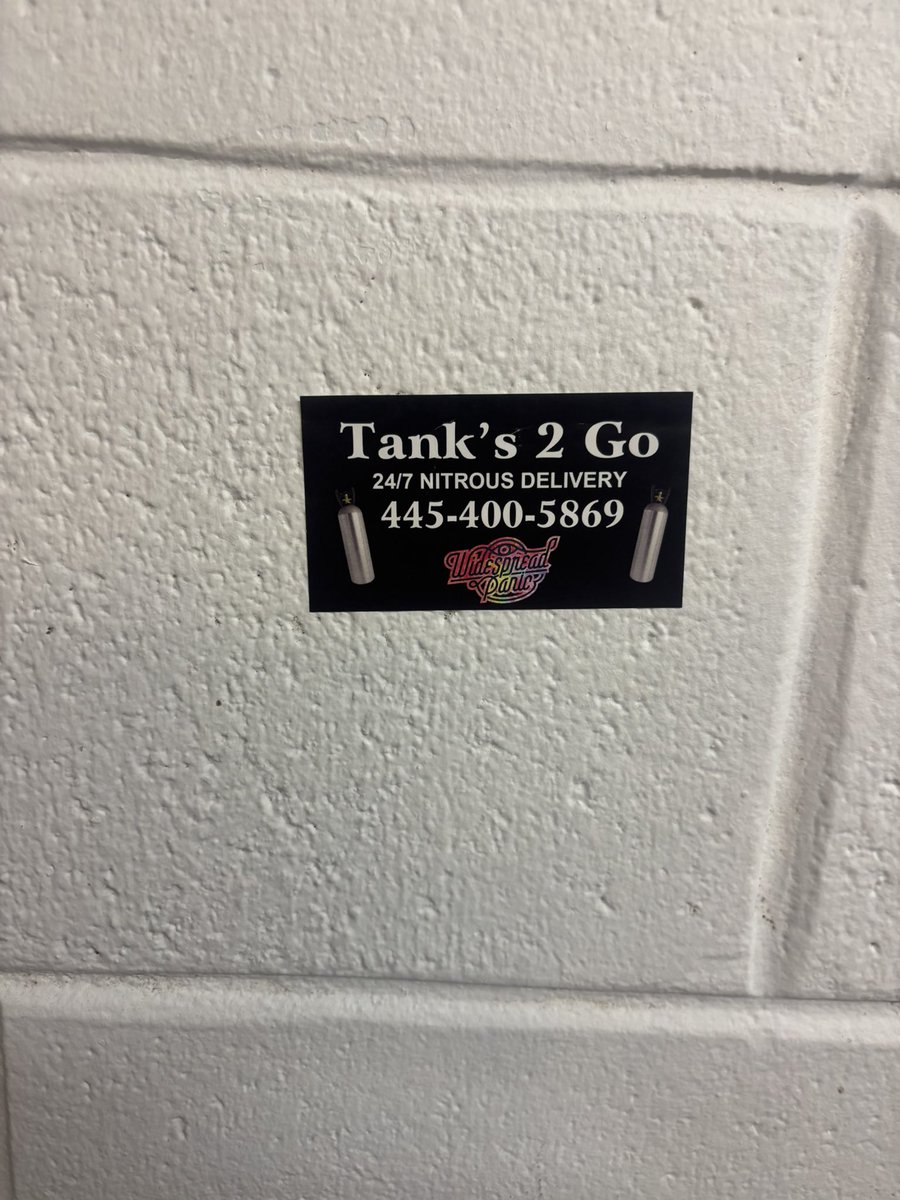 Tank's 2 Go
24/7 NITROUS DELIVERY
445-400-5869
Widespread
Panic